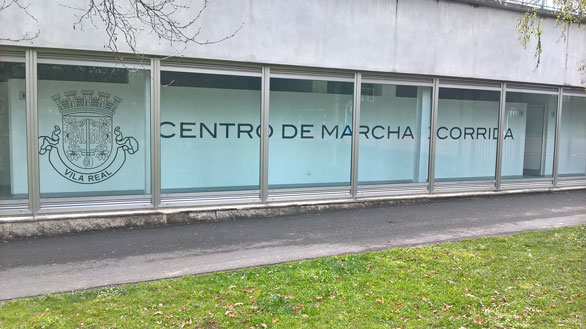 VILA REAL
CENTRO DE MARCHA CORRIDA